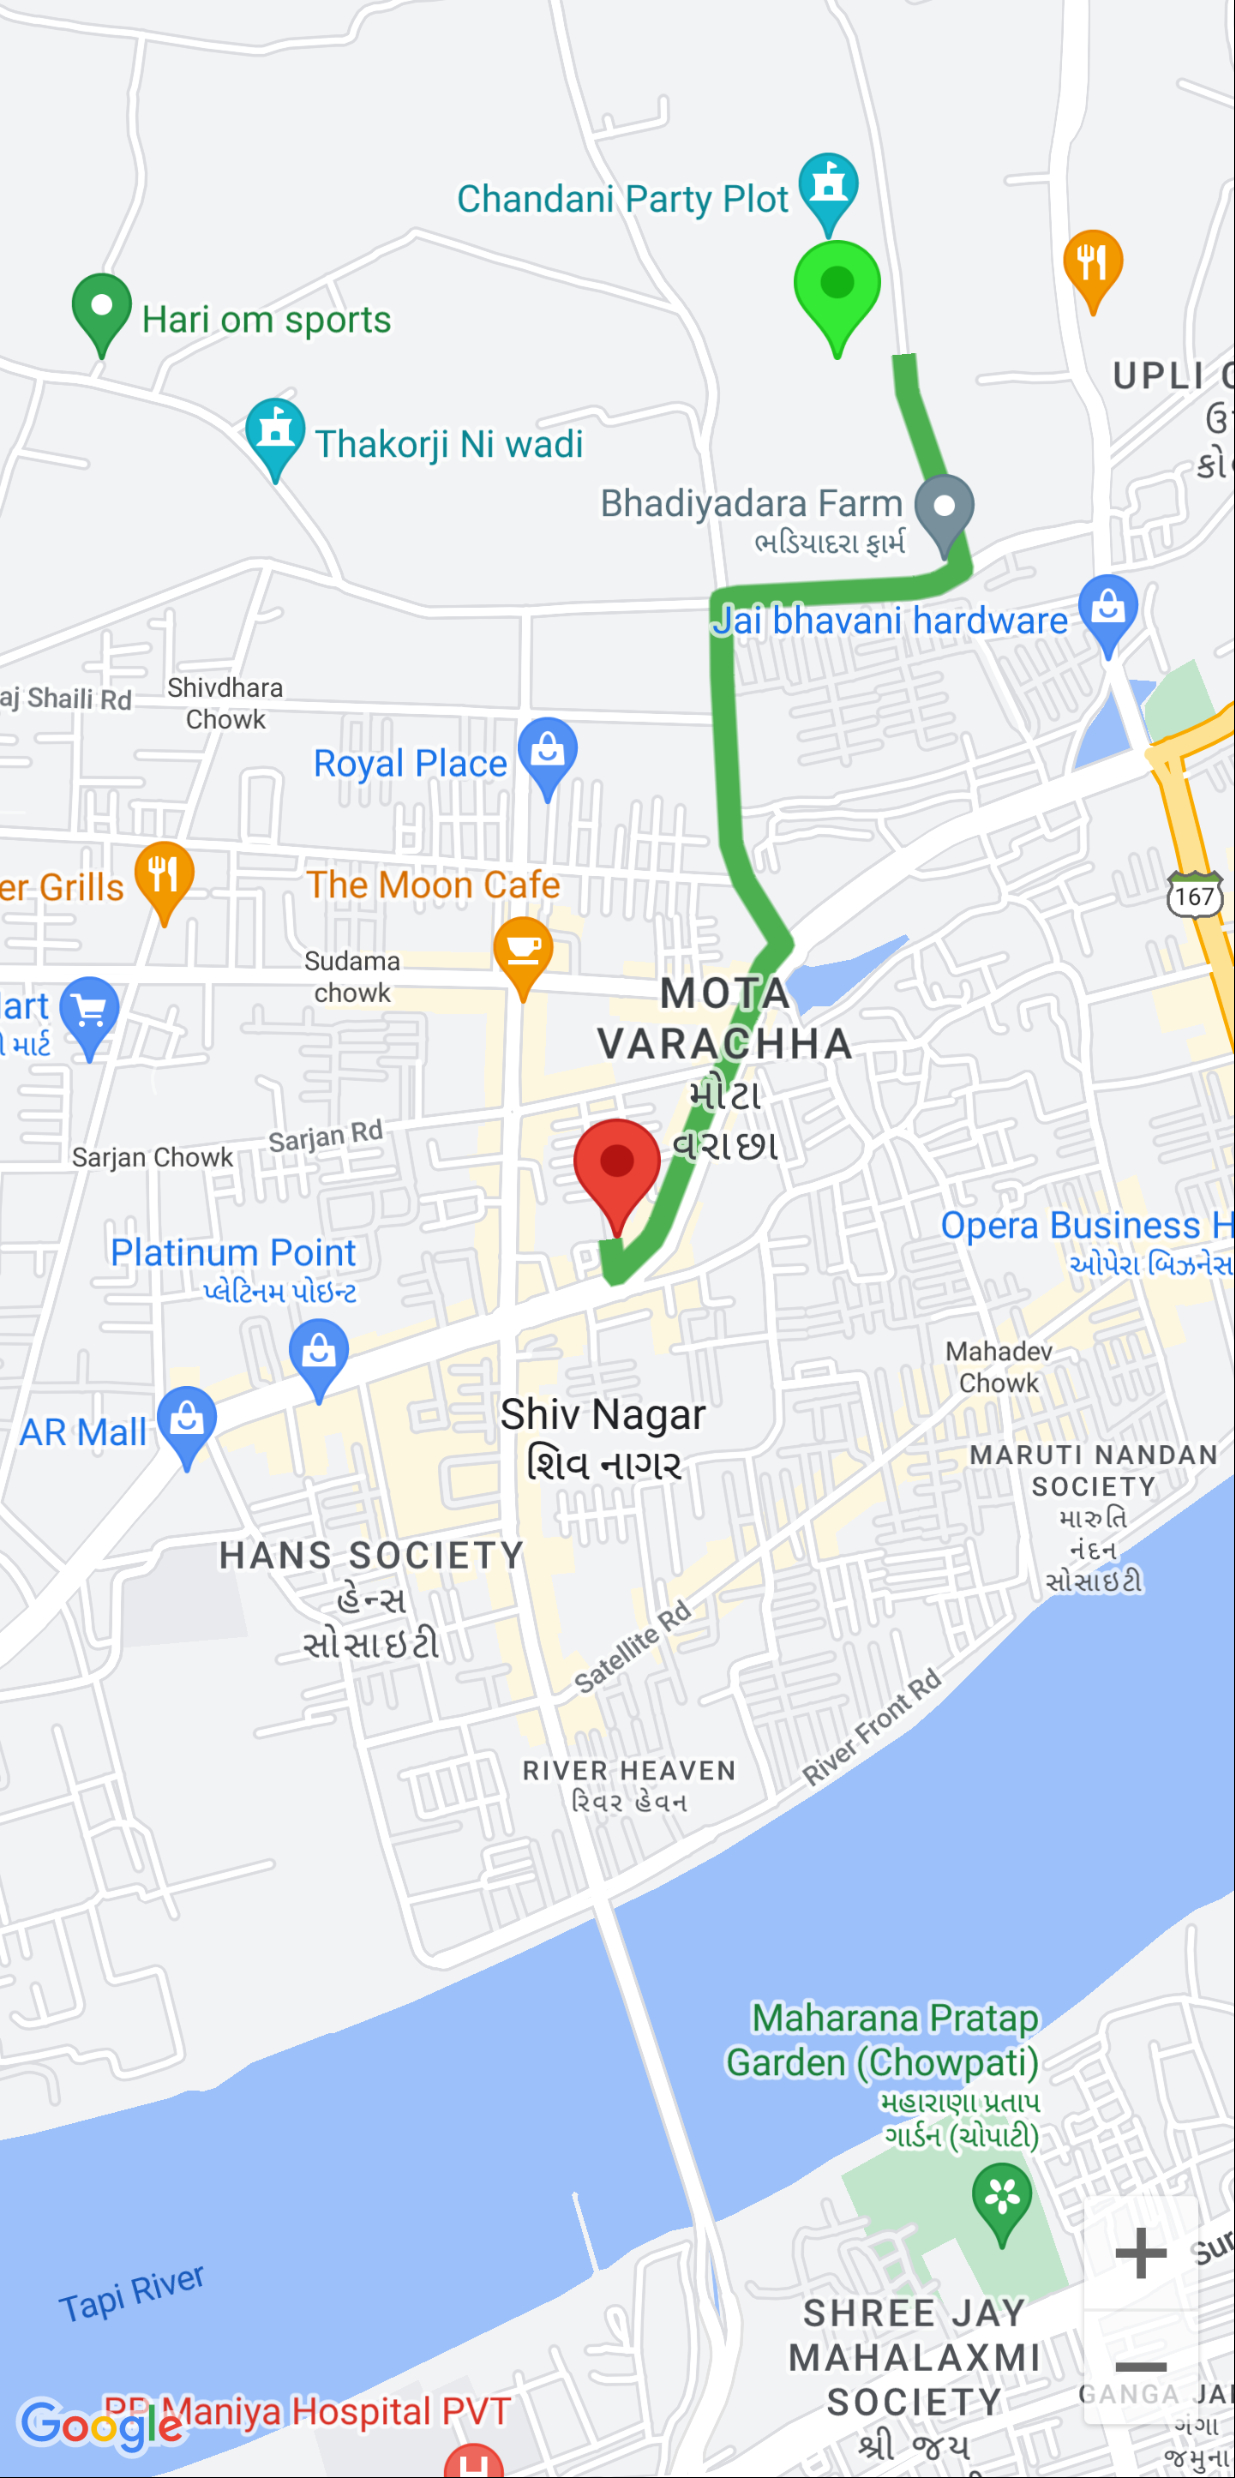 Chandani Party Plot
Hari om sports
UPLI
Thakorji Ni wadi
Bhadiyadara Farm
ભડિયાદરા ફાર્મ
Jai bhavani hardware
aj Shaili Rd
Shivdhara
Chowk
Royal Place
er Grills
The Moon Cafe
167
Sudama
chowk
MOTA
VARACHHA
મોટા
વરાછા
lart
માર્ટ
Sarjan Rd
Sarjan Chowk
Platinum Point
પ્લેટિનમ પોઇન્ટ
Opera Business H
ઓપેરા બિઝનેસ
Mahadev
Chowk
AR Mall
Shiv Nagar
શિવ નાગર
MARUTI NANDAN
SOCIETY
મારુતિ
નંદન
સોસાઇટી
HANS SOCIETY
હેન્સ
સોસાઇટી
Satellite Rd
River Front Rd
RIVER HEAVEN
રિવર હેવન
Maharana Pratap
Garden (Chowpati)
મહારાણા પ્રતાપ
ગાર્ડન (ચોપાટી)
+
Sur
Tapi River
SHREE JAY
MAHALAXMI
SOCIETY
શ્રી જય
−
GANGA JA
ગંગા
જમુના
Maniya Hospital PVT
Google
H